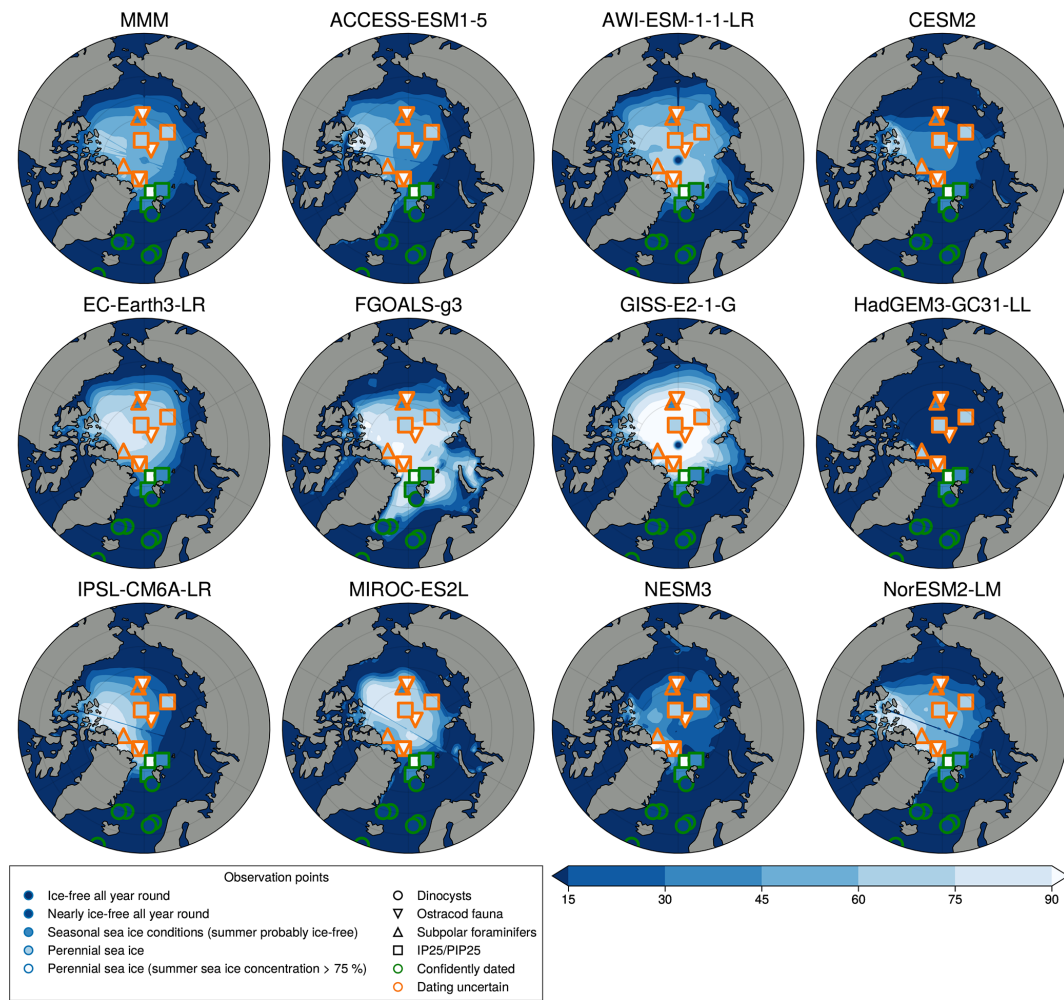 MMM
ACCESS-ESM1-5
AWI-ESM-1-1-LR
CESM2
EC-Earth3-LR
FGOALS-g3
GISS-E2-1-G
HadGEM3-GC31-LL
IPSL-CM6A-LR
MIROC-ES2L
NESM3
NorESM2-LM
Observation points
Ice-free all year round
Nearly ice-free all year round
Seasonal sea ice conditions (summer probably ice-free)
Perennial sea ice
Perennial sea ice (summer sea ice concentration > 75 %)
Dinocysts
Ostracod fauna
Subpolar foraminifers
IP25/PIP25
Confidently dated
Dating uncertain
15 30 45 60 75 90